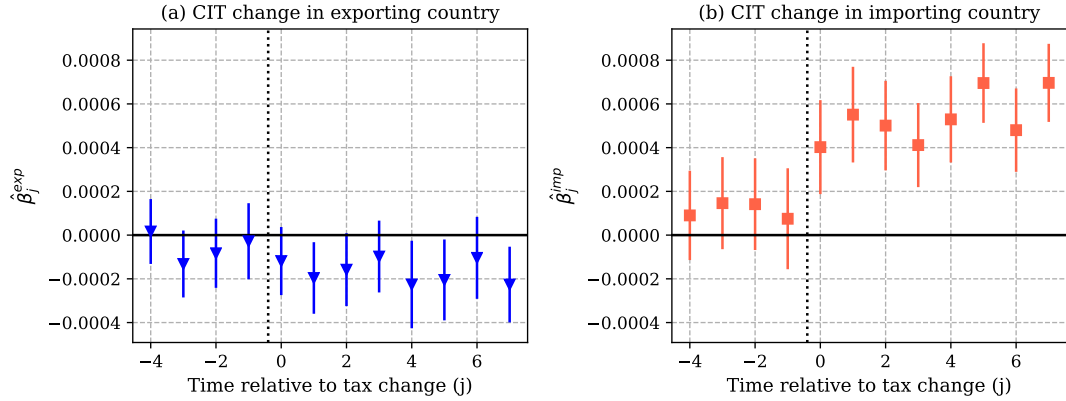 (a) CIT change in exporting country
0.0008
0.0006
0.0004
0.0002
0.0000
−0.0002
−0.0004
β̂_j^{exp}
−4 −2 0 2 4 6
Time relative to tax change (j)
(b) CIT change in importing country
0.0008
0.0006
0.0004
0.0002
0.0000
−0.0002
−0.0004
β̂_j^{imp}
−4 −2 0 2 4 6
Time relative to tax change (j)